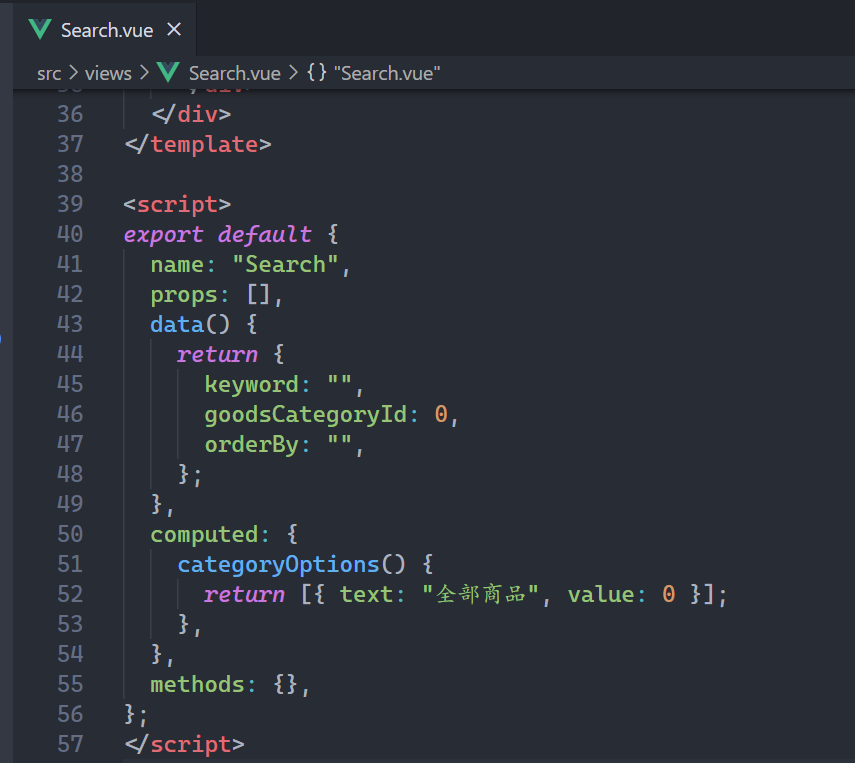 Search.vue ×
src > views > Search.vue > {} "Search.vue"
36 </div>
37 </template>
38
39 <script>
40 export default {
41 name: "Search",
42 props: [],
43 data() {
44 return {
45 keyword: "",
46 goodsCategoryId: 0,
47 orderBy: "",
48 };
49 },
50 computed: {
51 categoryOptions() {
52 return [{ text: "全部商品", value: 0 }];
53 },
54 },
55 methods: {},
56 };
57 </script>